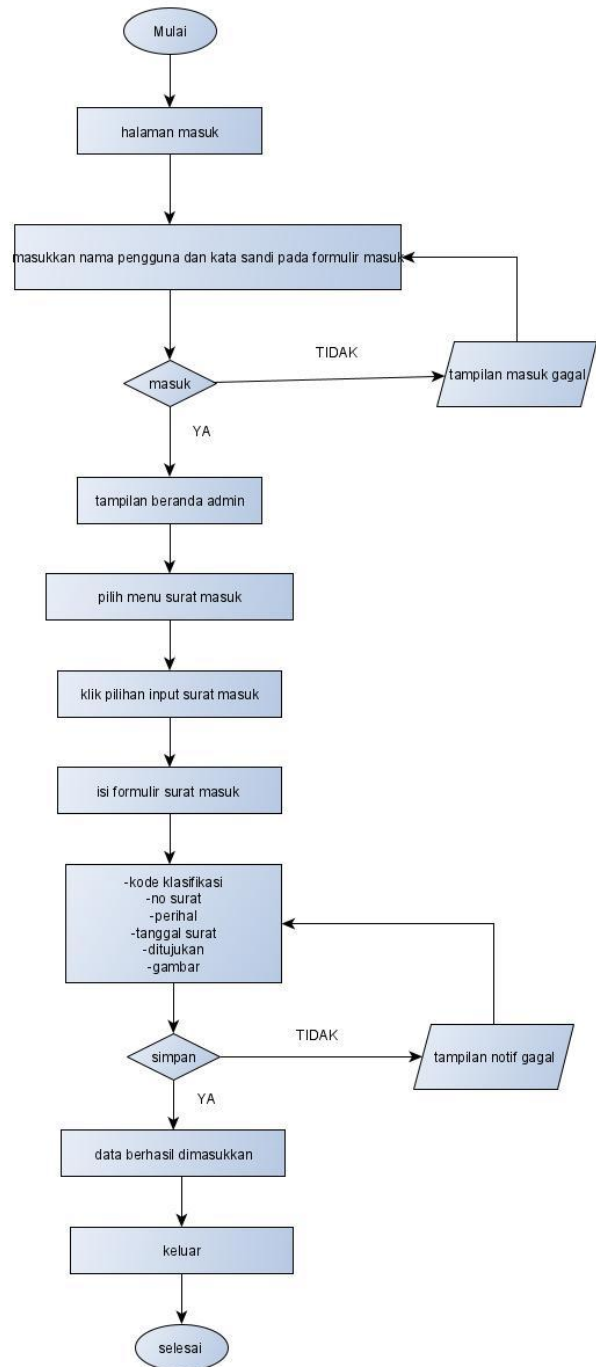 Mulai
halaman masuk
masukkan nama pengguna dan kata sandi pada formulir masuk
TIDAK
masuk
tampilan masuk gagal
YA
tampilan beranda admin
pilih menu surat masuk
klik pilihan input surat masuk
isi formulir surat masuk
-kode klasifikasi
-no surat
-perihal
-tanggal surat
-ditujukan
-gambar
TIDAK
simpan
tampilan notif gagal
YA
data berhasil dimasukkan
keluar
selesai